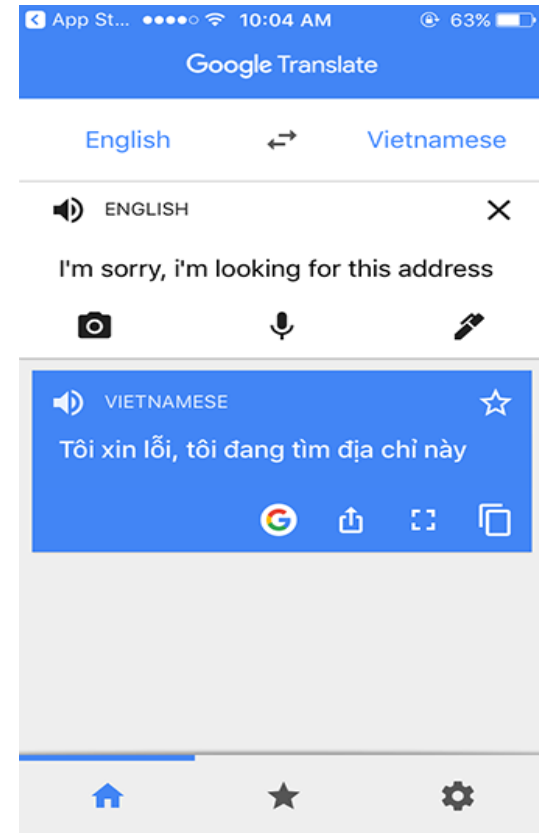 App St... 10:04 AM 63%
Google Translate
English Vietnamese
ENGLISH
I'm sorry, i'm looking for this address
VIETNAMESE
Tôi xin lỗi, tôi đang tìm địa chỉ này
G